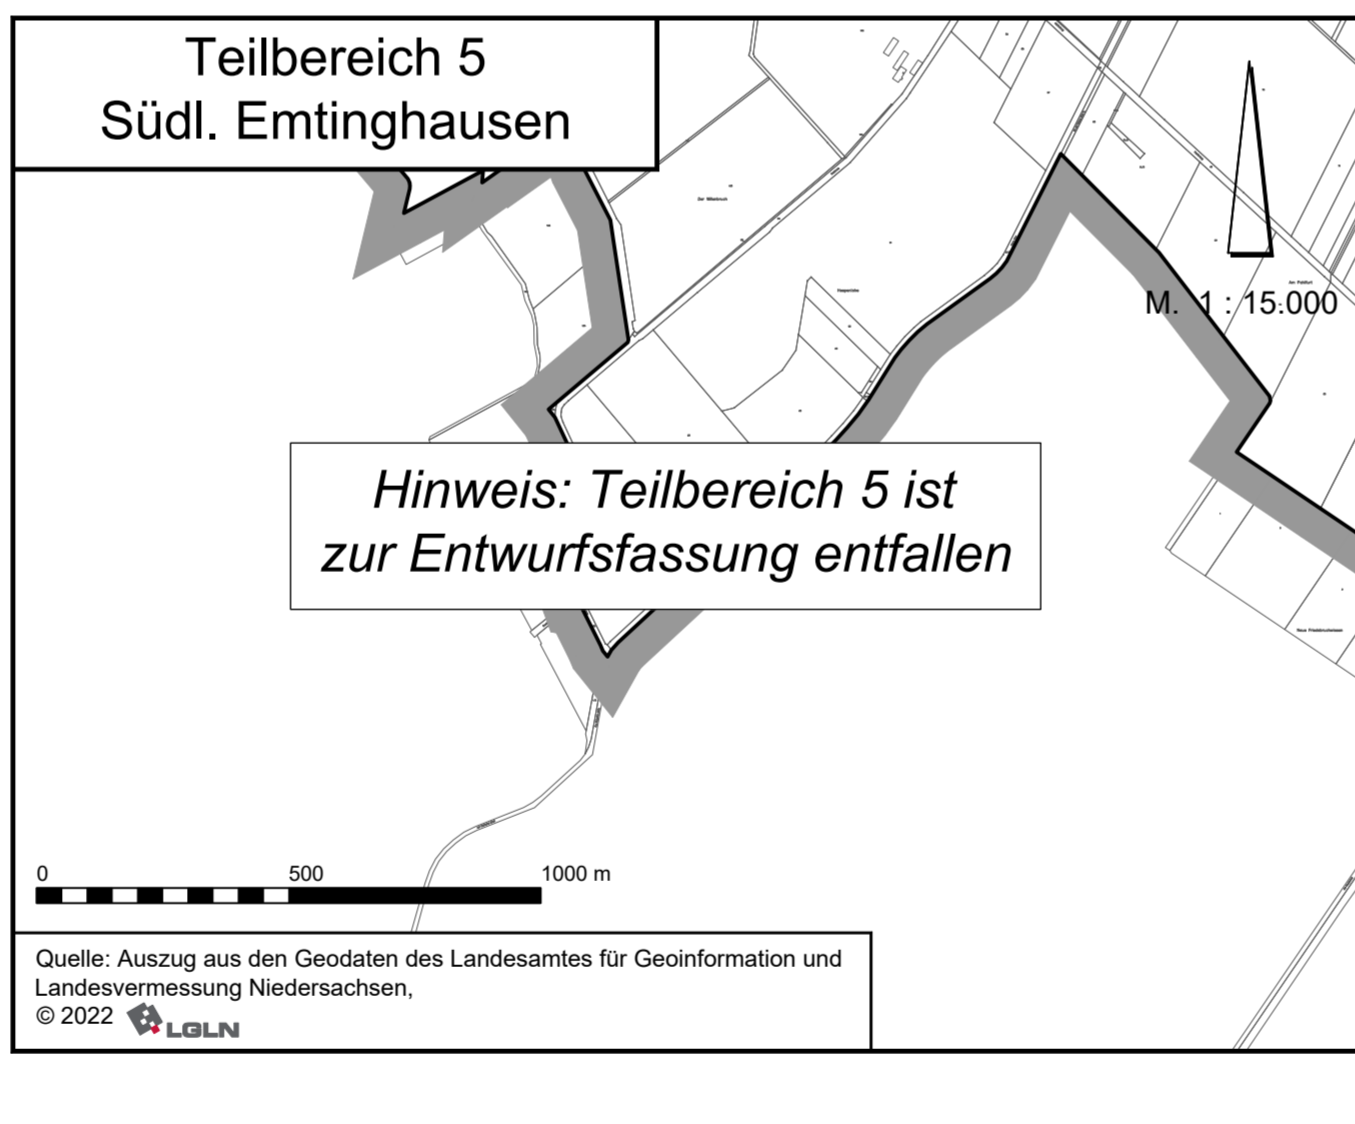 Teilbereich 5
Südl. Emtinghausen
M. 1 : 15.000
Hinweis: Teilbereich 5 ist
zur Entwurfsfassung entfallen
0 500 1000 m
Quelle: Auszug aus den Geodaten des Landesamtes für Geoinformation und
Landesvermessung Niedersachsen,
© 2022 LGLN